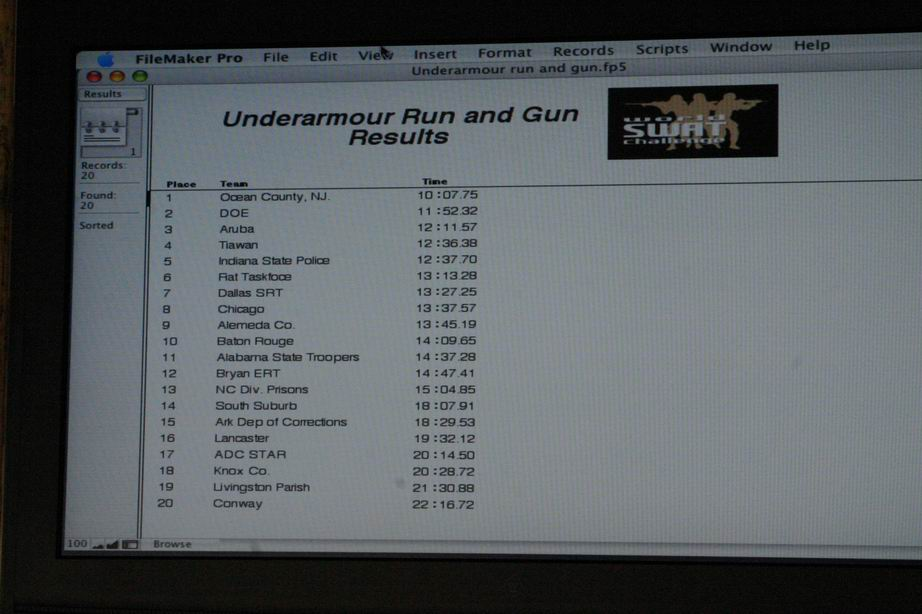 FileMaker Pro File Edit View Insert Format Records Scripts Window Help
Underarmour run and gun.fp5
Results
1
Records:
20
Found:
20
Sorted
Underarmour Run and Gun
Results
world
SWAT
challenge
Place Team Time
1 Ocean County, NJ. 10:07.75
2 DOE 11:52.32
3 Aruba 12:11.57
4 Tiawan 12:36.38
5 Indiana State Police 12:37.70
6 Fiat Taskfoce 13:13.28
7 Dallas SRT 13:27.25
8 Chicago 13:37.57
9 Alemeda Co. 13:45.19
10 Baton Rouge 14:09.65
11 Alabama State Troopers 14:37.28
12 Bryan ERT 14:47.41
13 NC Div. Prisons 15:04.85
14 South Suburb 18:07.91
15 Ark Dep of Corrections 18:29.53
16 Lancaster 19:32.12
17 ADC STAR 20:14.50
18 Knox Co. 20:28.72
19 Livingston Parish 21:30.88
20 Conway 22:16.72
100 Browse